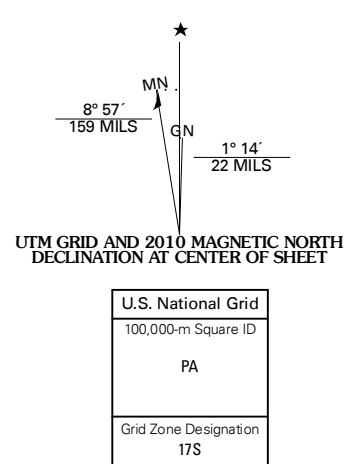 ★
MN
8° 57´
159 MILS
GN
1° 14´
22 MILS
UTM GRID AND 2010 MAGNETIC NORTH
DECLINATION AT CENTER OF SHEET
U.S. National Grid
100,000-m Square ID
PA
Grid Zone Designation
17S